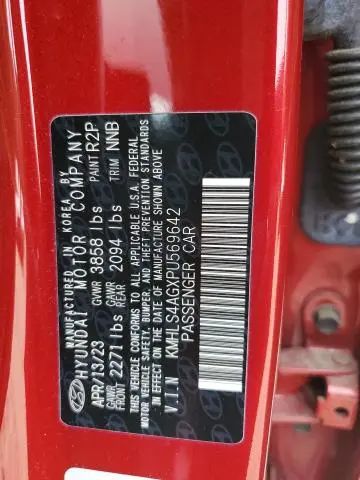 MANUFACTURED IN KOREA BY
HYUNDAI MOTOR COMPANY
APR/13/23 GVWR 3858 lbs PAINT R2P
GAWR FRONT 2271 lbs GAWR REAR 2094 lbs TRIM NNB
THIS VEHICLE CONFORMS TO ALL APPLICABLE U.S.A. FEDERAL
MOTOR VEHICLE SAFETY, BUMPER, AND THEFT PREVENTION STANDARDS
IN EFFECT ON THE DATE OF MANUFACTURE SHOWN ABOVE.
V.I.N KMHLS4AGXPU569642
PASSENGER CAR